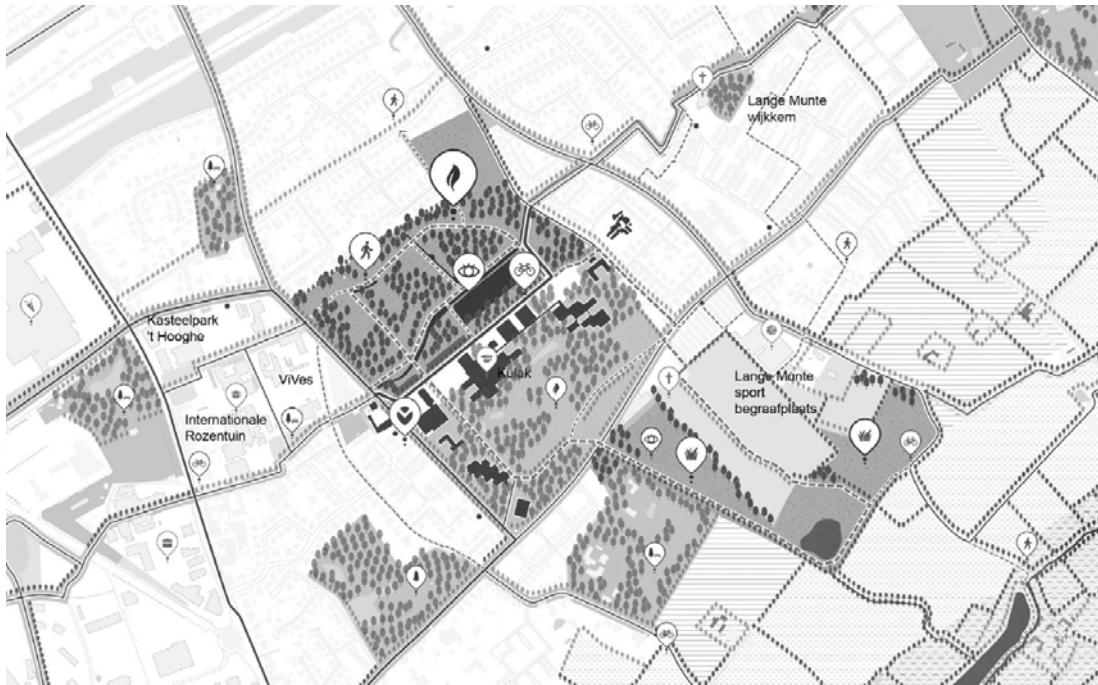 Lange Munte
wijkkern
Kasteelpark
't Hooghe
ViVes
Kulak
Internationale
Rozentuin
Lange Munte
sport
begraafplaats